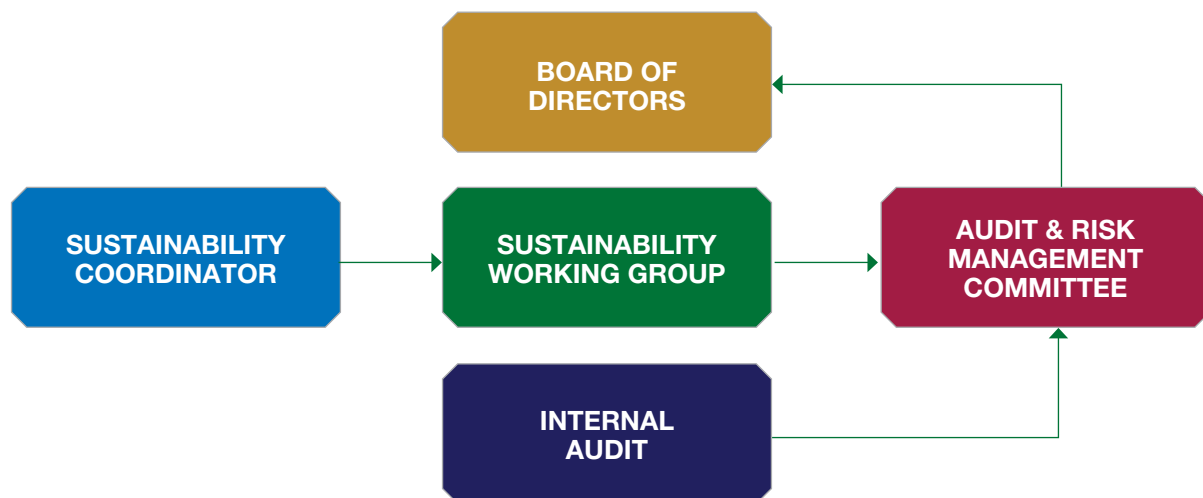 BOARD OF
DIRECTORS
SUSTAINABILITY
COORDINATOR
SUSTAINABILITY
WORKING GROUP
AUDIT & RISK
MANAGEMENT
COMMITTEE
INTERNAL
AUDIT